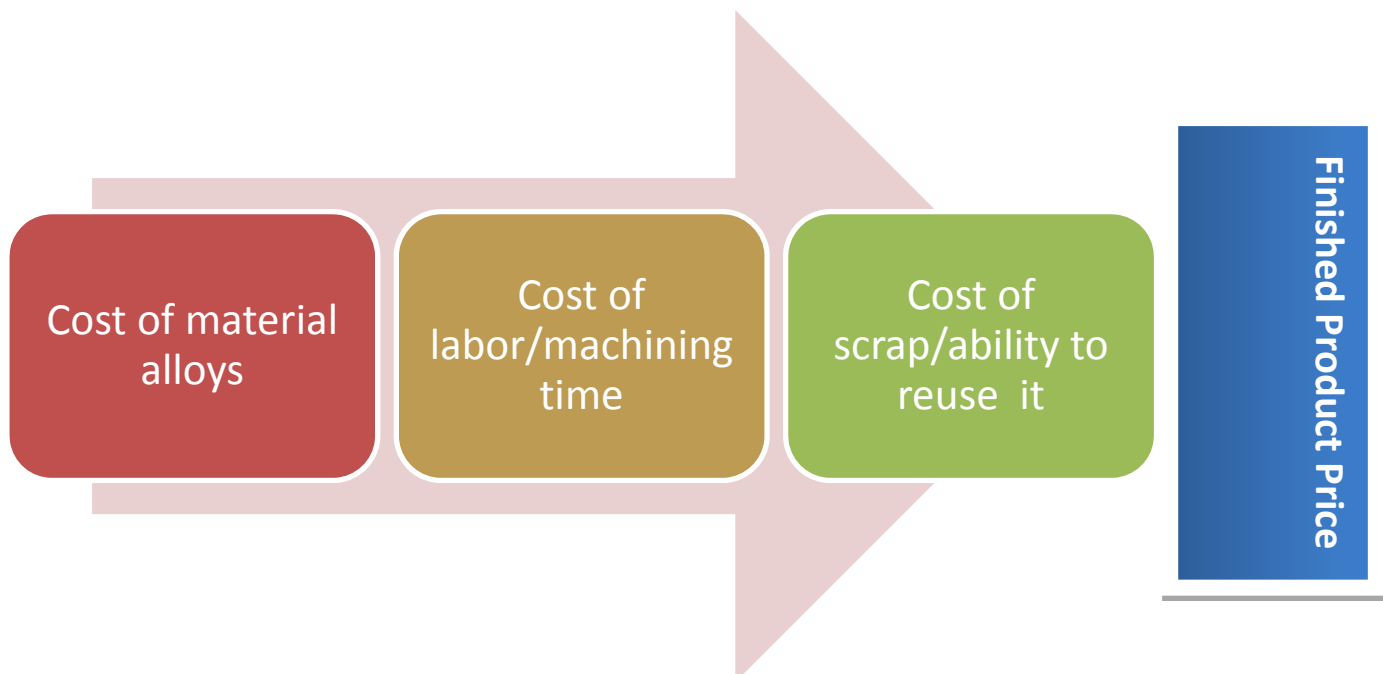 Cost of material
alloys
Cost of
labor/machining
time
Cost of
scrap/ability to
reuse  it
Finished Product Price